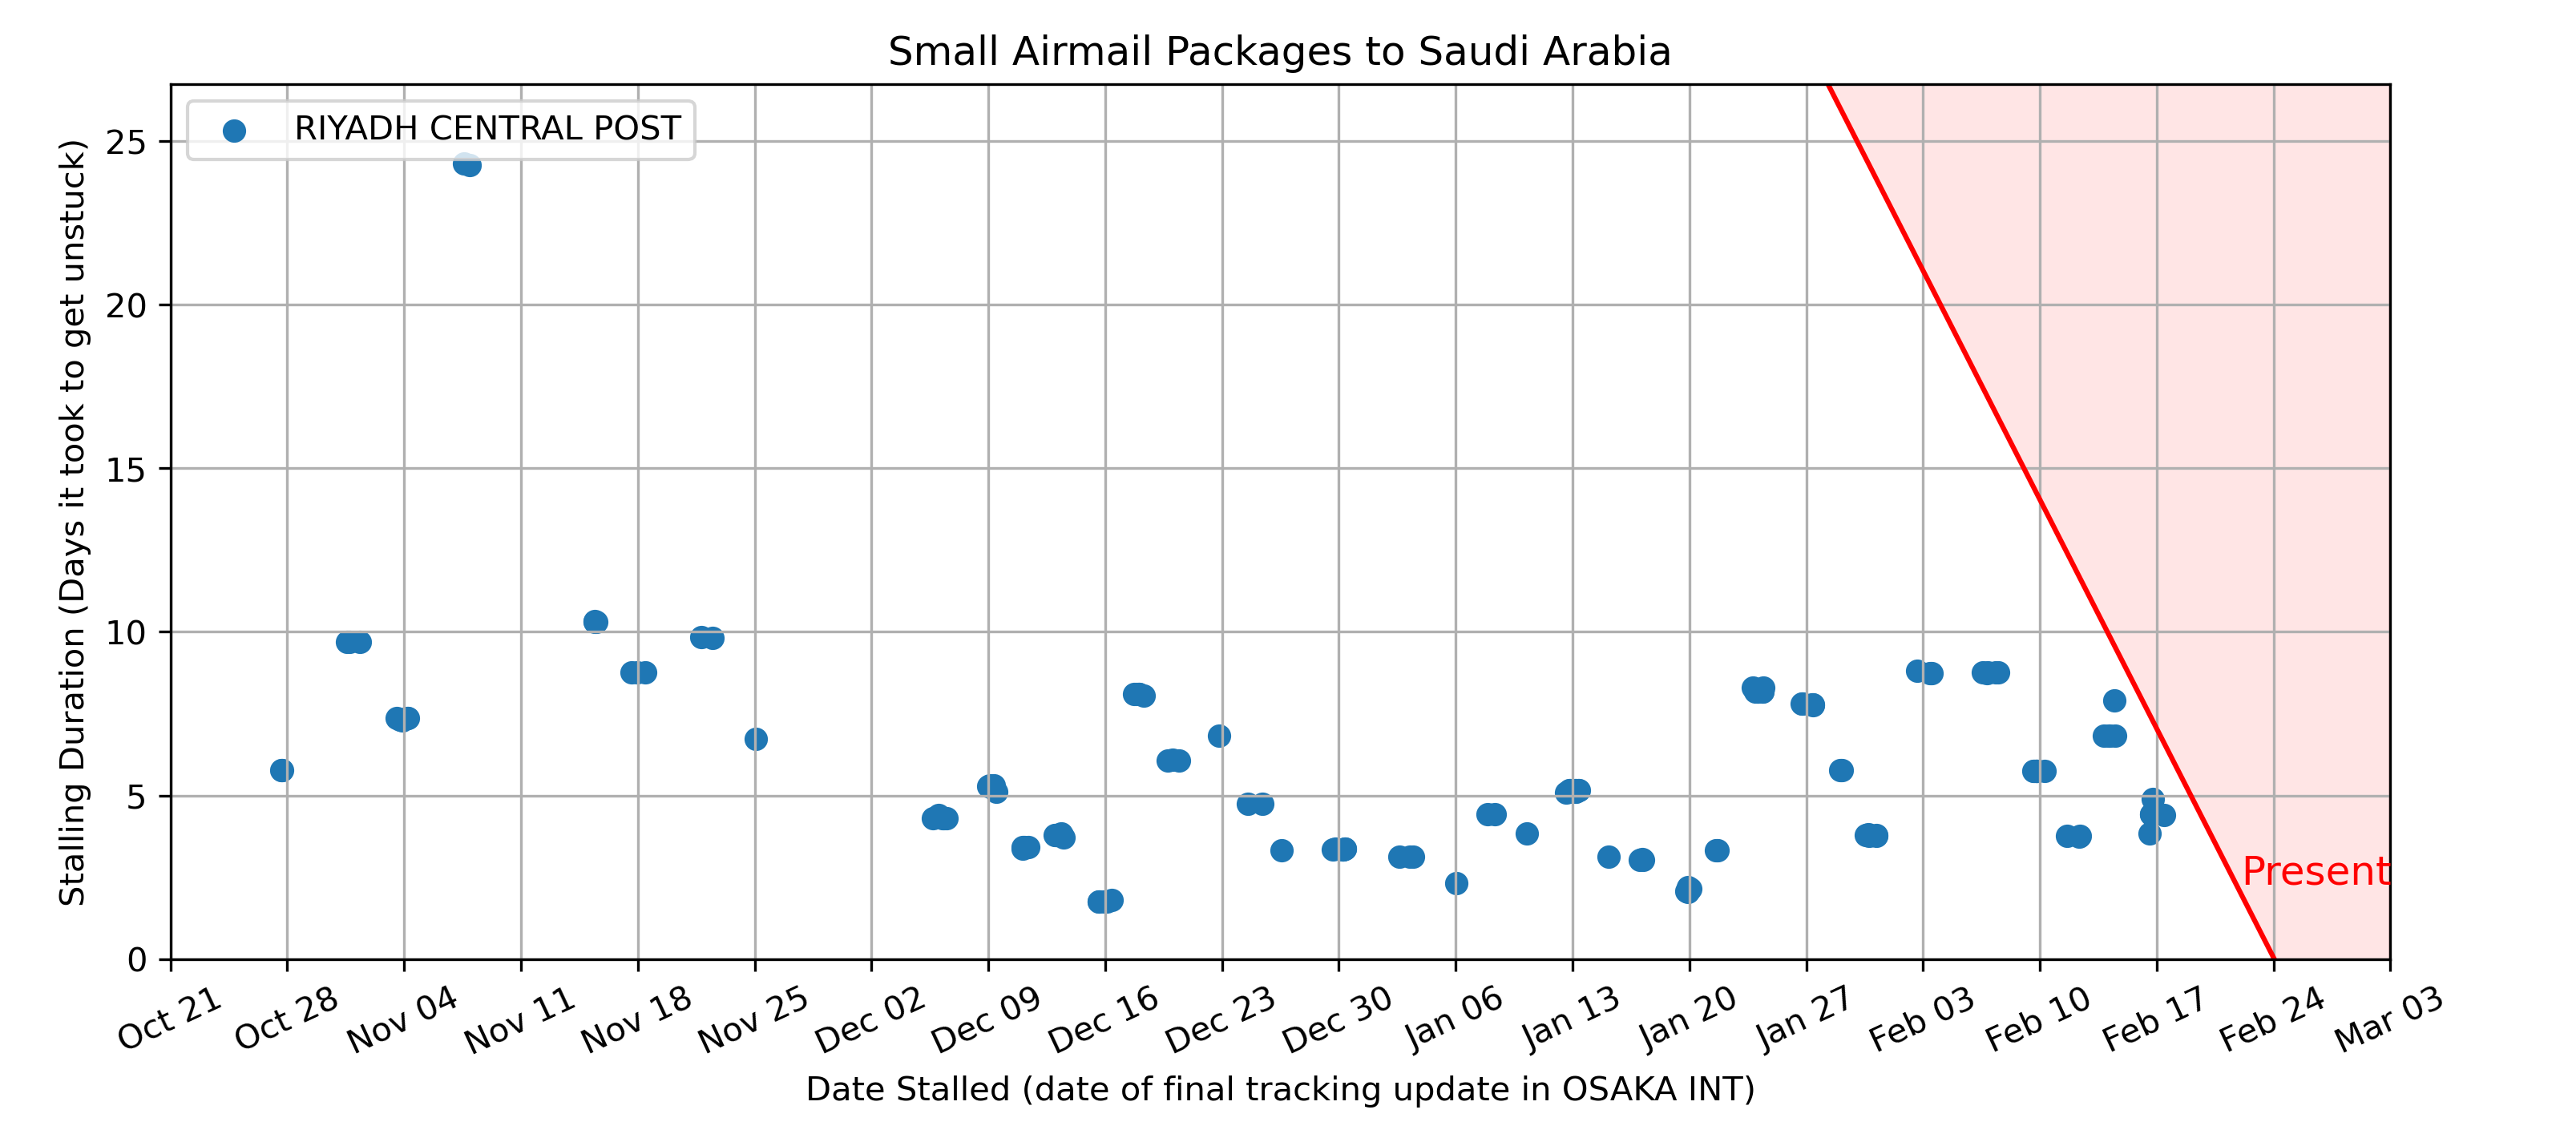 Small Airmail Packages to Saudi Arabia
RIYADH CENTRAL POST
Stalling Duration (Days it took to get unstuck)
25
20
15
10
5
0
Present
Oct 21
Oct 28
Nov 04
Nov 11
Nov 18
Nov 25
Dec 02
Dec 09
Dec 16
Dec 23
Dec 30
Jan 06
Jan 13
Jan 20
Jan 27
Feb 03
Feb 10
Feb 17
Feb 24
Mar 03
Date Stalled (date of final tracking update in OSAKA INT)